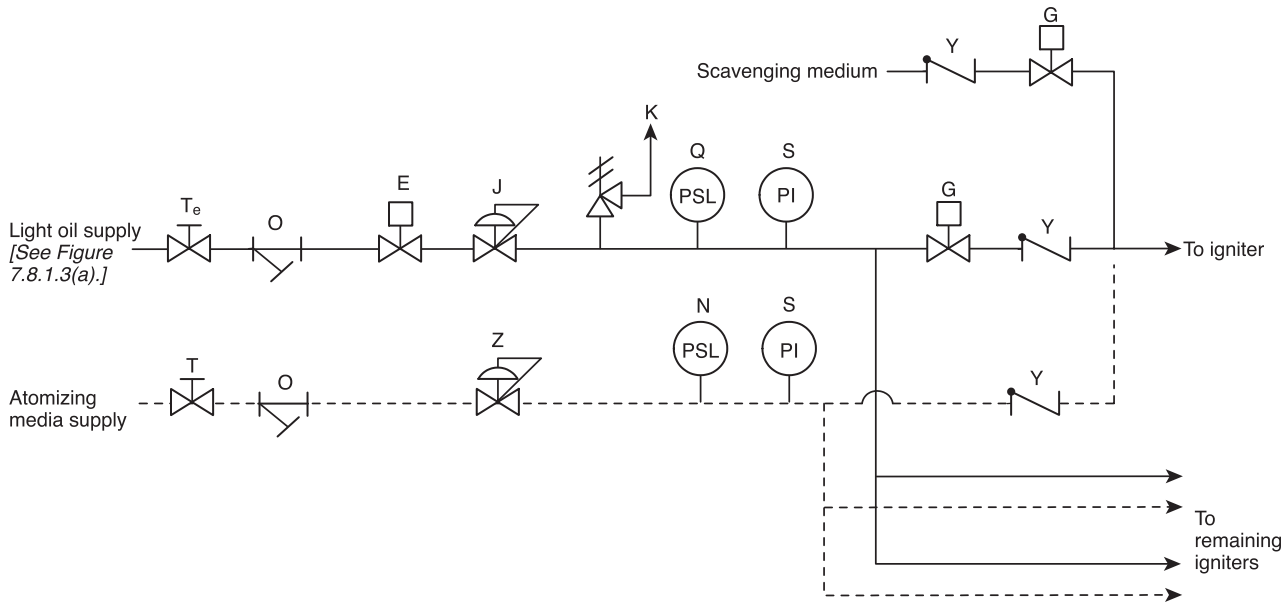 G
Y
Scavenging medium
K
Q
S
PSL
PI
E
J
G
Te
O
Y
Light oil supply
[See Figure
7.8.1.3(a).]
To igniter
N
S
PSL
PI
Z
T
O
Y
Atomizing
media supply
To
remaining
igniters